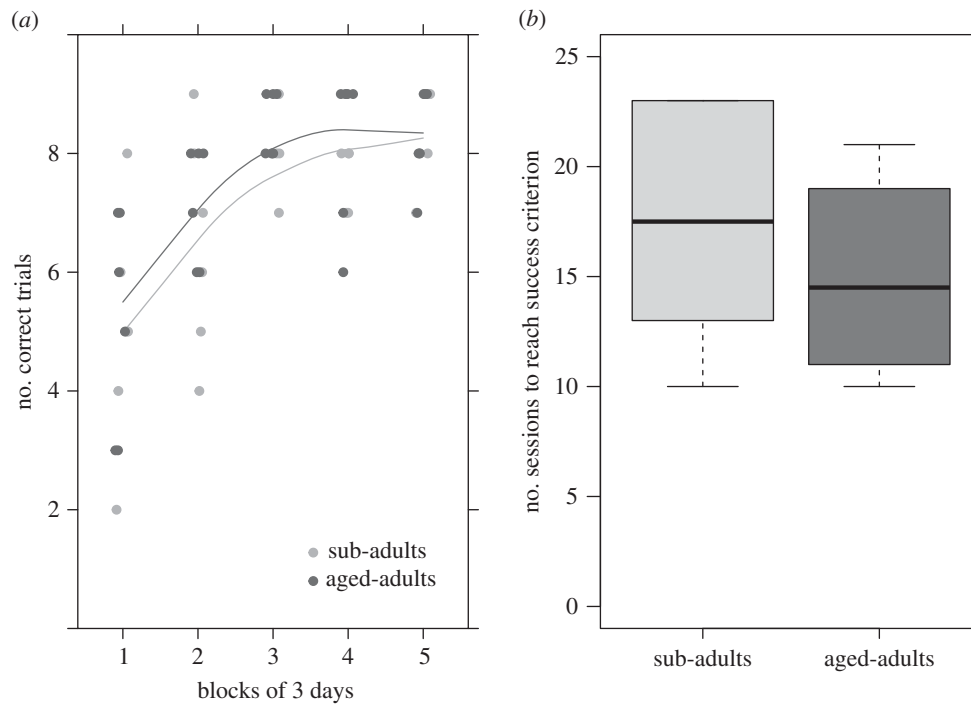 (a)
no. correct trials
8
6
4
2
sub-adults
aged-adults
1 2 3 4 5
blocks of 3 days
(b)
no. sessions to reach success criterion
25
20
15
10
5
0
sub-adults aged-adults